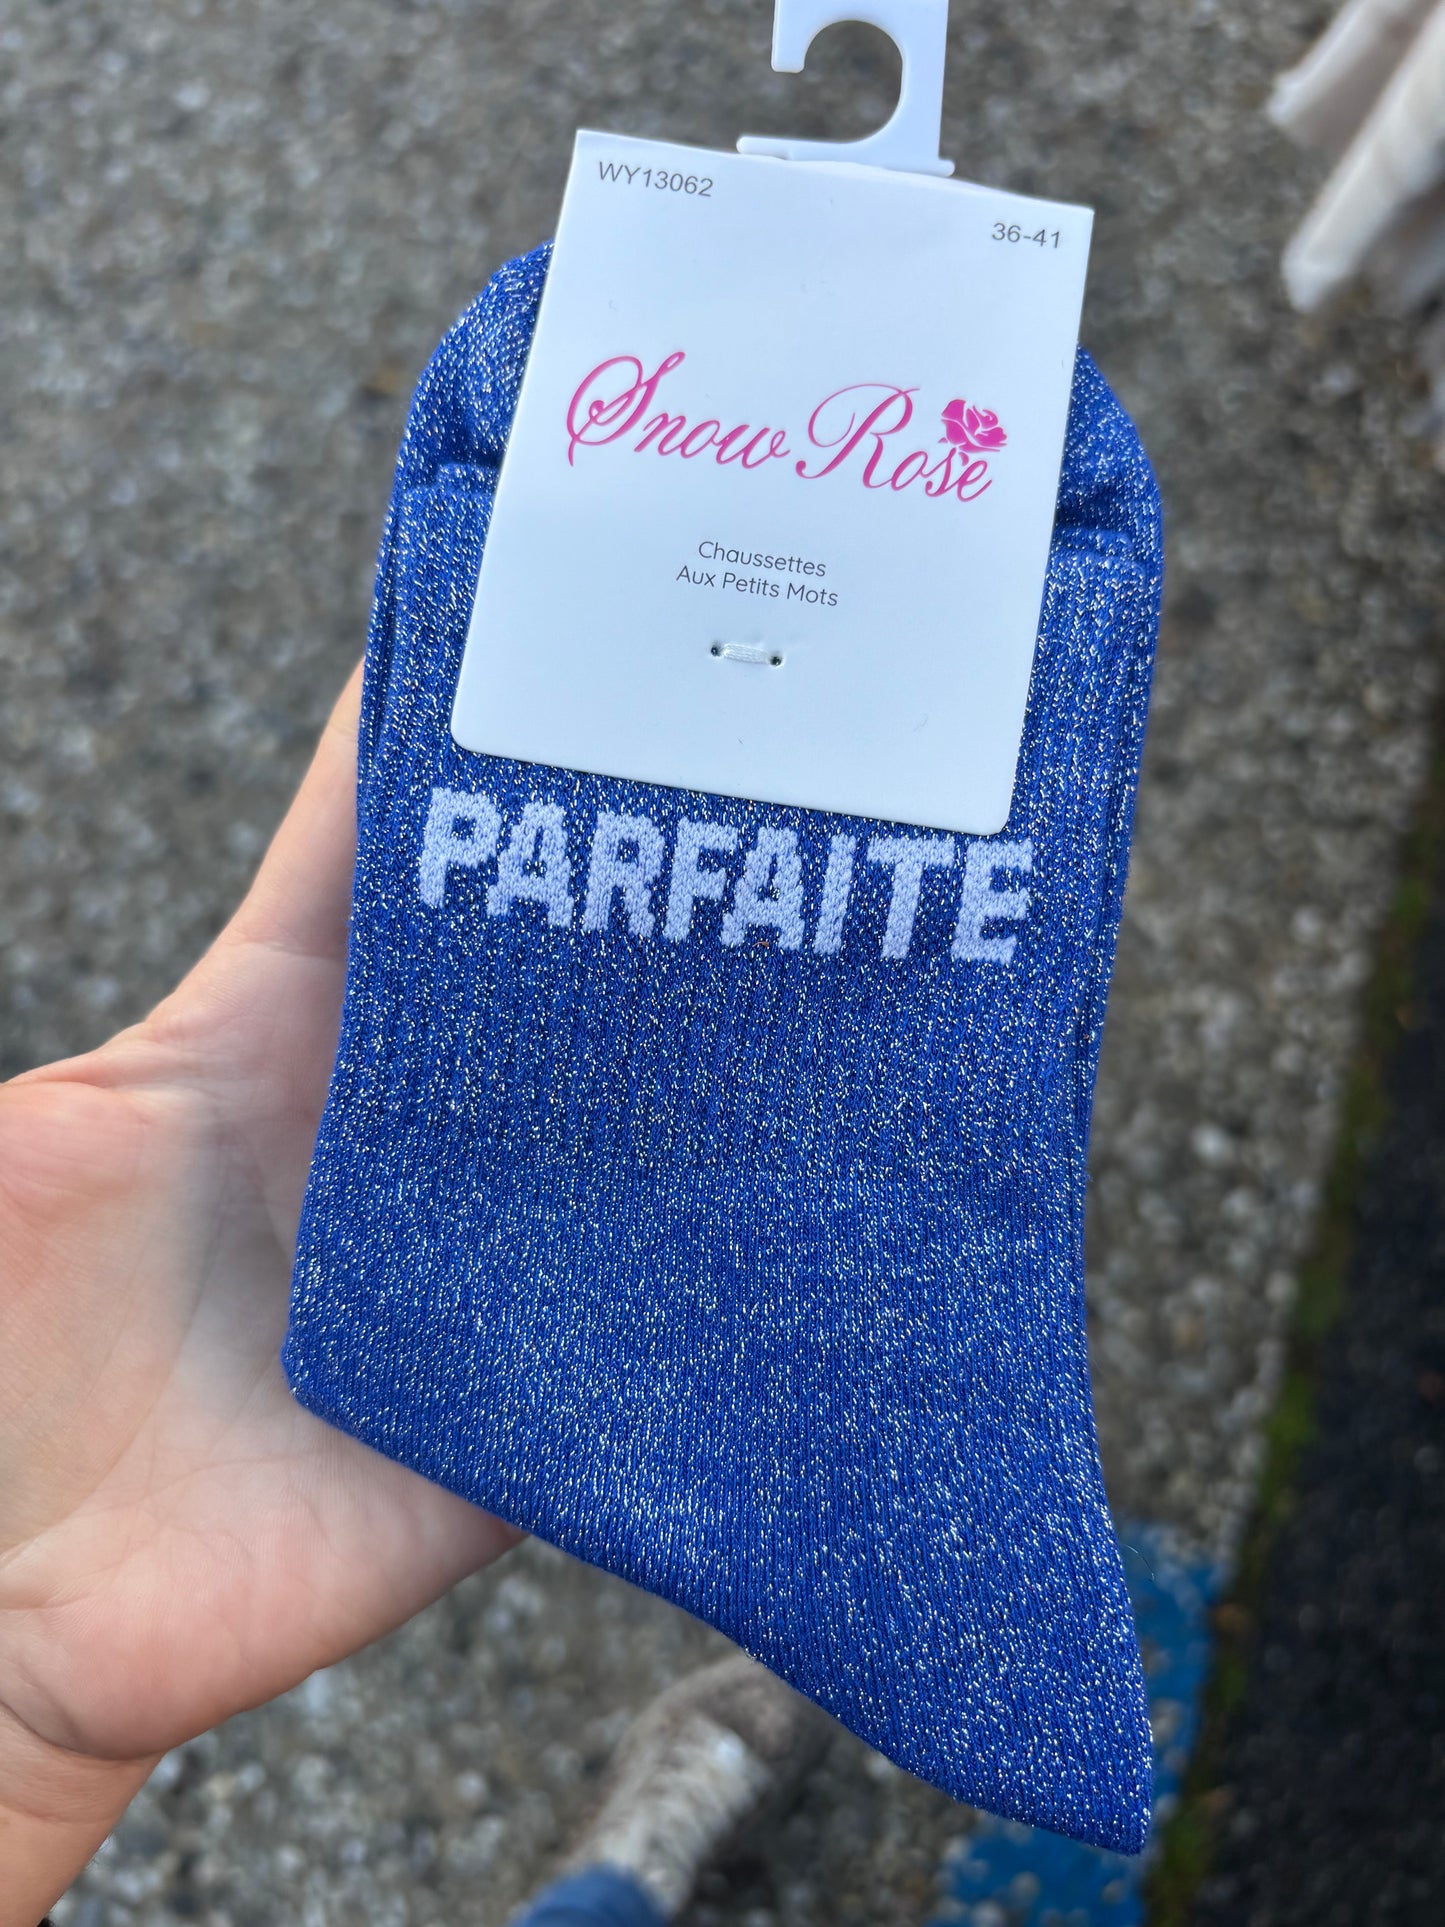 WY13062
36-41
Snow Rose
Chaussettes
Aux Petits Mots
PARFAITE